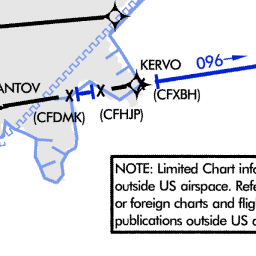 KERVO
096
ANTOV
(CFXBH)
(CFDMK)
(CFHJP)
NOTE: Limited Chart info
outside US airspace. Refe
or foreign charts and flig
publications outside US a